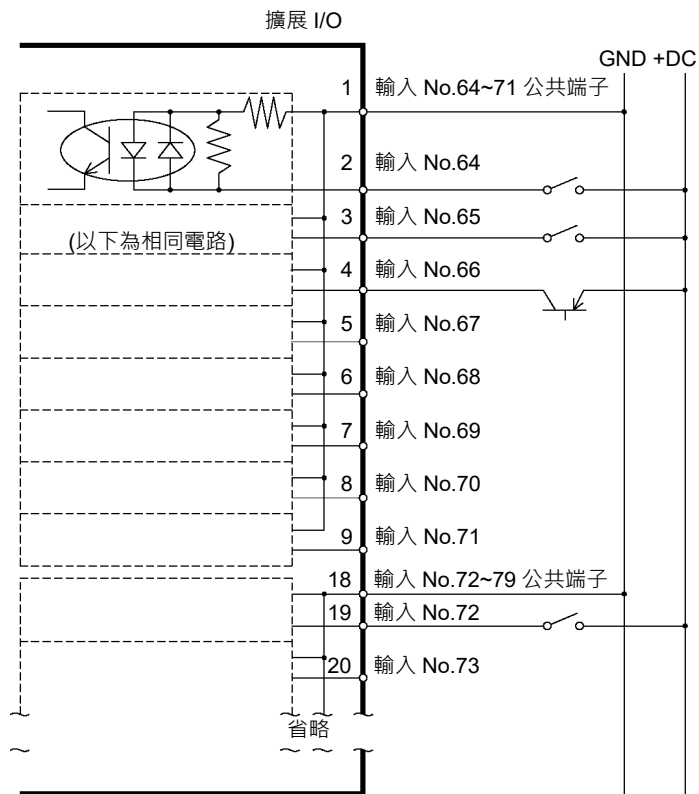 擴展 I/O
GND +DC
1 輸入 No.64~71 公共端子
2 輸入 No.64
3 輸入 No.65
(以下為相同電路)
4 輸入 No.66
5 輸入 No.67
6 輸入 No.68
7 輸入 No.69
8 輸入 No.70
9 輸入 No.71
18 輸入 No.72~79 公共端子
19 輸入 No.72
20 輸入 No.73
省略